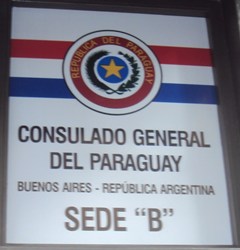 REPUBLICA DEL PARAGUAY
CONSULADO GENERAL
DEL PARAGUAY
BUENOS AIRES - REPÚBLICA ARGENTINA
SEDE "B"